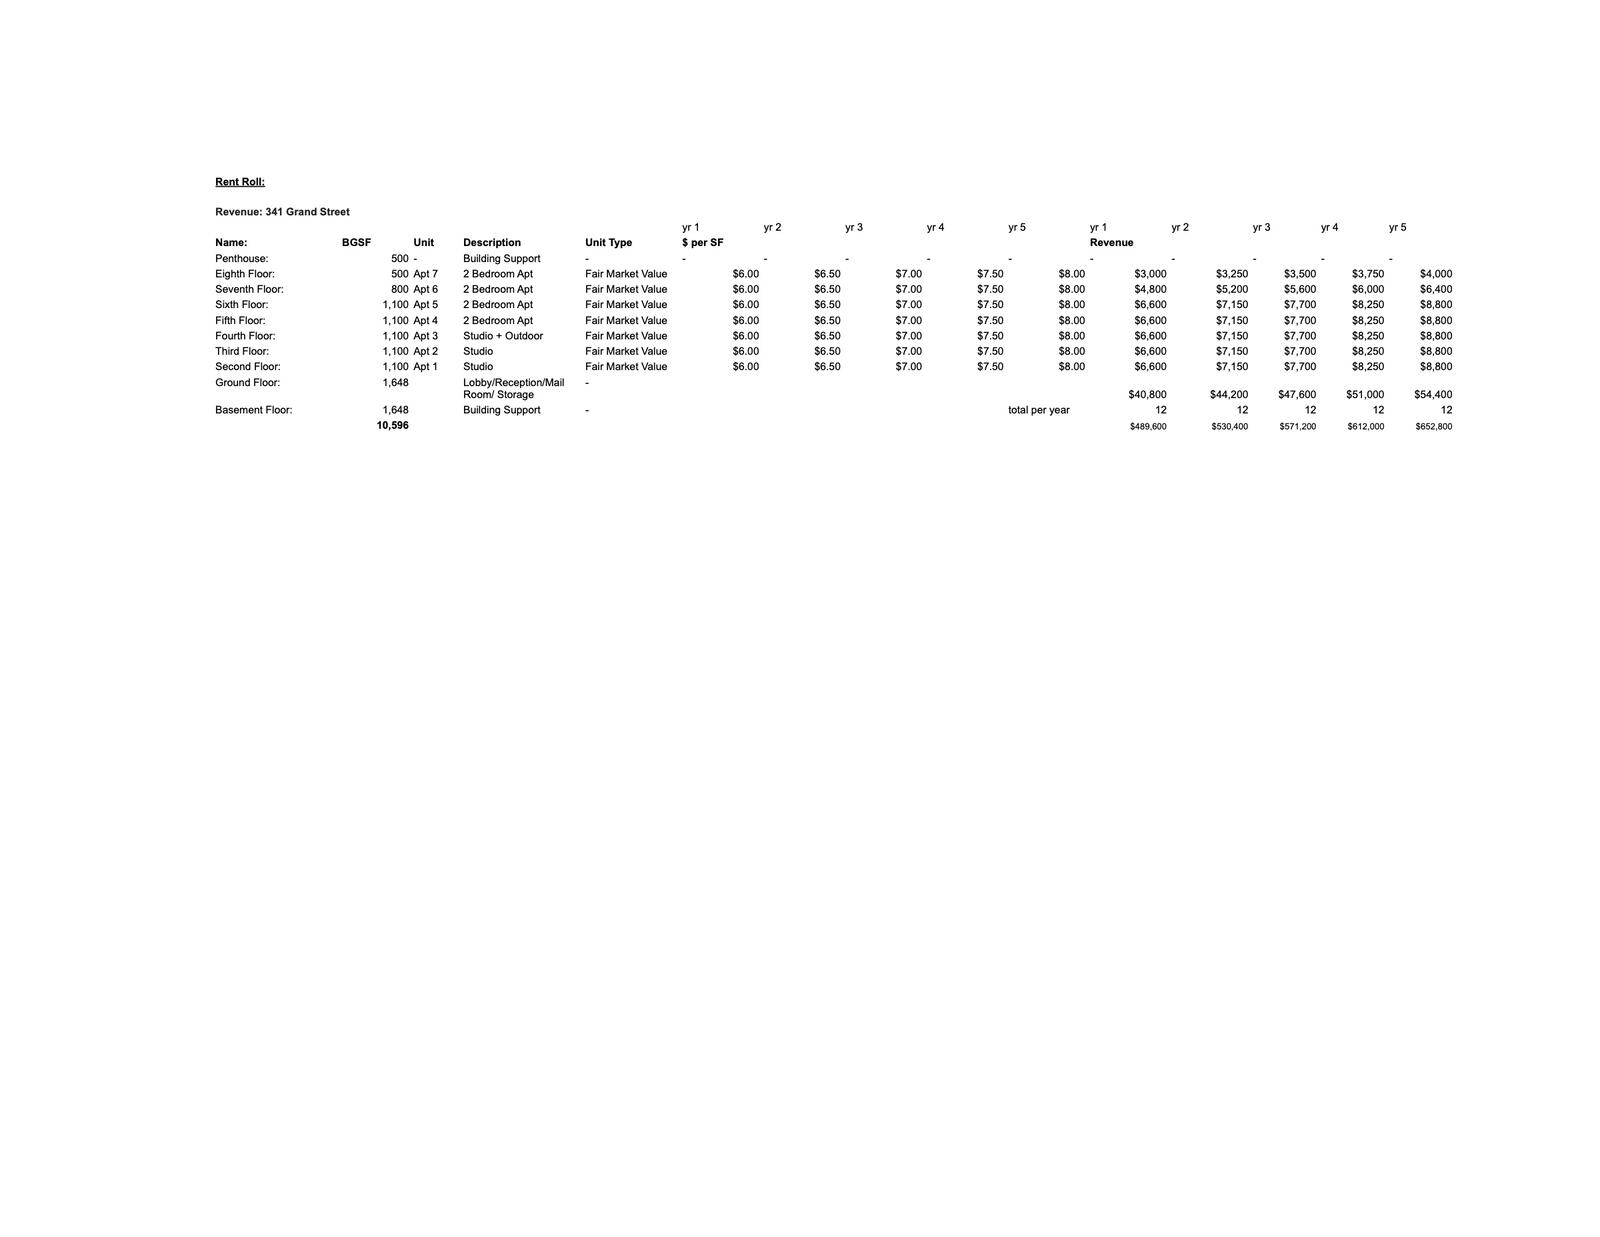 Rent Roll:
Revenue: 341 Grand Street
yr 1 yr 2 yr 3 yr 4 yr 5 yr 1 yr 2 yr 3 yr 4 yr 5
Name: BGSF Unit Description Unit Type $ per SF Revenue
Penthouse: 500 - Building Support - - - - - - - - - - -
Eighth Floor: 500 Apt 7 2 Bedroom Apt Fair Market Value $6.00 $6.50 $7.00 $7.50 $8.00 $3,000 $3,250 $3,500 $3,750 $4,000
Seventh Floor: 800 Apt 6 2 Bedroom Apt Fair Market Value $6.00 $6.50 $7.00 $7.50 $8.00 $4,800 $5,200 $5,600 $6,000 $6,400
Sixth Floor: 1,100 Apt 5 2 Bedroom Apt Fair Market Value $6.00 $6.50 $7.00 $7.50 $8.00 $6,600 $7,150 $7,700 $8,250 $8,800
Fifth Floor: 1,100 Apt 4 2 Bedroom Apt Fair Market Value $6.00 $6.50 $7.00 $7.50 $8.00 $6,600 $7,150 $7,700 $8,250 $8,800
Fourth Floor: 1,100 Apt 3 Studio + Outdoor Fair Market Value $6.00 $6.50 $7.00 $7.50 $8.00 $6,600 $7,150 $7,700 $8,250 $8,800
Third Floor: 1,100 Apt 2 Studio Fair Market Value $6.00 $6.50 $7.00 $7.50 $8.00 $6,600 $7,150 $7,700 $8,250 $8,800
Second Floor: 1,100 Apt 1 Studio Fair Market Value $6.00 $6.50 $7.00 $7.50 $8.00 $6,600 $7,150 $7,700 $8,250 $8,800
Ground Floor: 1,648 Lobby/Reception/Mail -
Room/ Storage $40,800 $44,200 $47,600 $51,000 $54,400
Basement Floor: 1,648 Building Support - total per year 12 12 12 12 12
10,596 $489,600 $530,400 $571,200 $612,000 $652,800